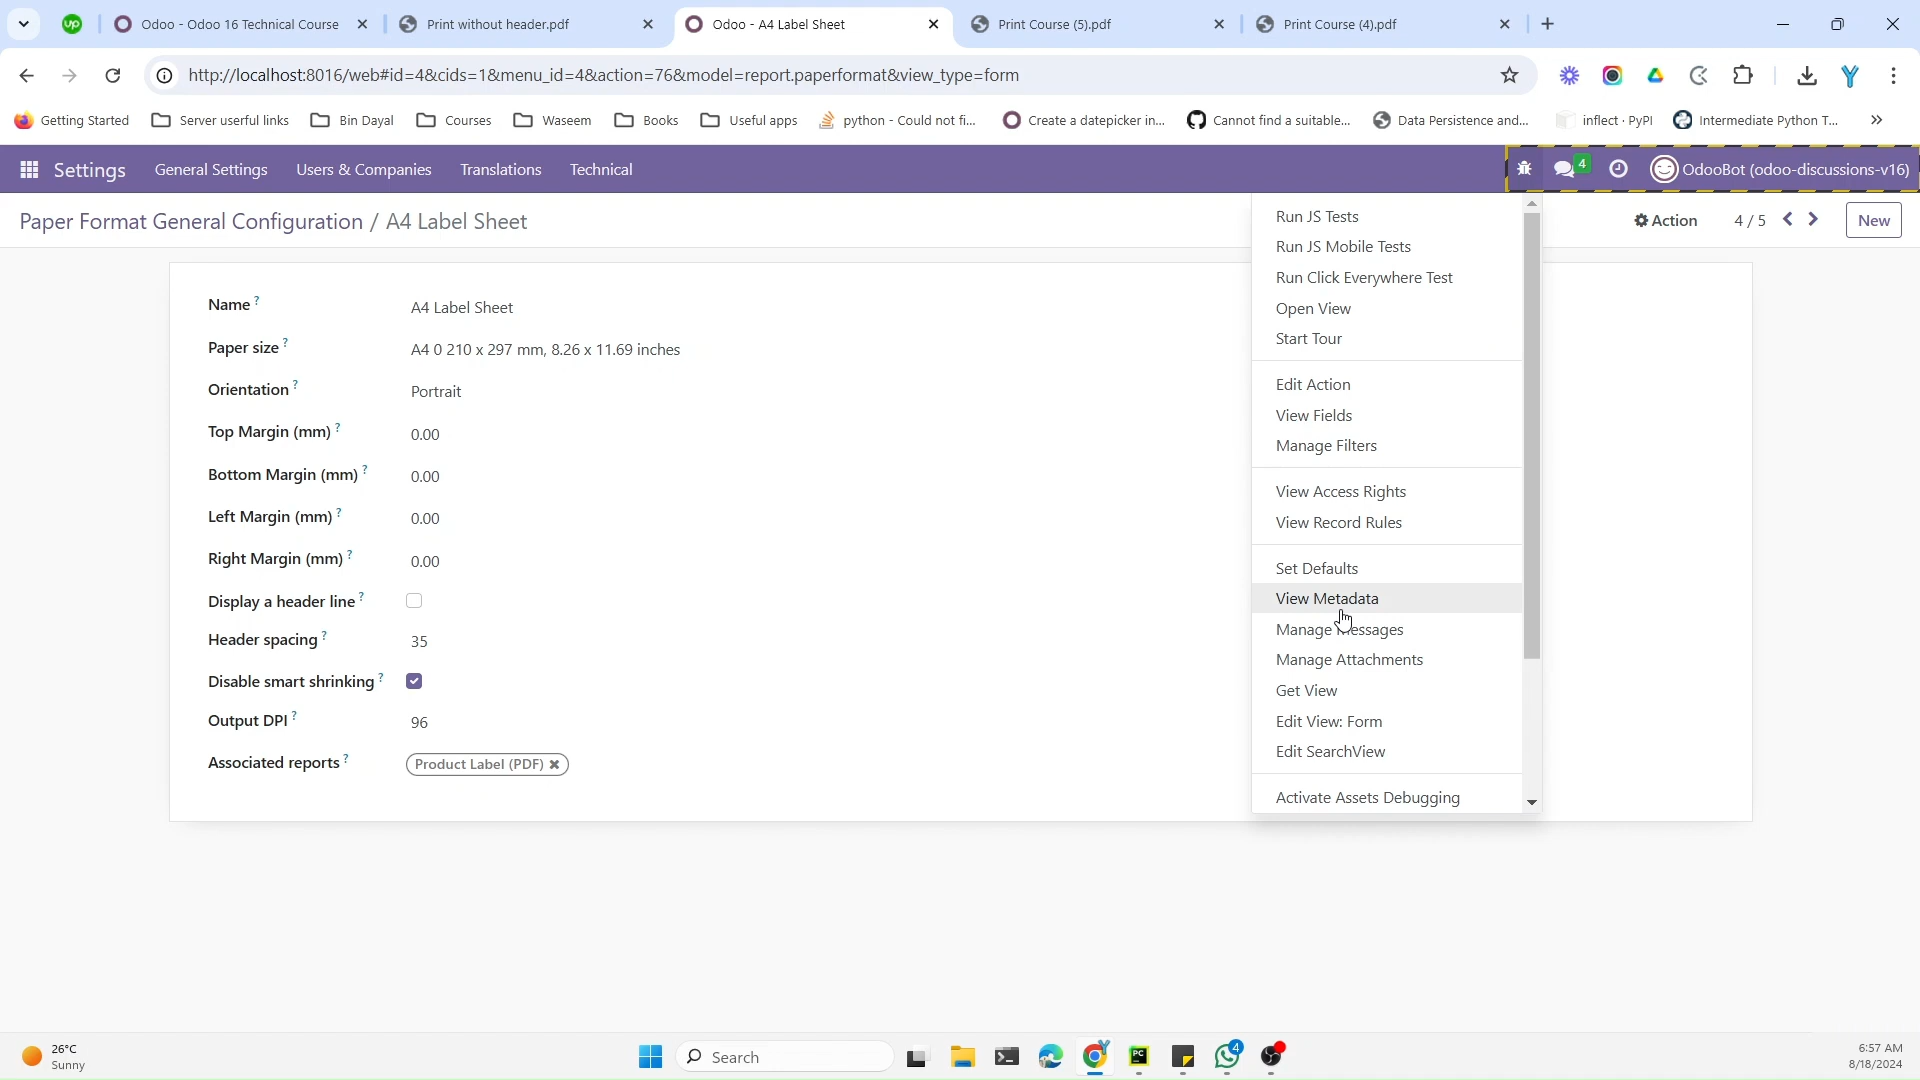 Odoo - Odoo 16 Technical Course
Print without header.pdf
Odoo - A4 Label Sheet
Print Course (5).pdf
Print Course (4).pdf
http://localhost:8016/web#id=4&cids=1&menu_id=4&action=76&model=report.paperformat&view_type=form
Getting Started
Server userful links
Bin Dayal
Courses
Waseem
Books
Useful apps
python - Could not fi...
Create a datepicker in...
Cannot find a suitable...
Data Persistence and...
inflect · PyPI
Intermediate Python T...
Settings
General Settings
Users & Companies
Translations
Technical
4
OdooBot (odoo-discussions-v16)
Paper Format General Configuration / A4 Label Sheet
Action
4 / 5
New
Name ?
A4 Label Sheet
Paper size ?
A4 0 210 x 297 mm, 8.26 x 11.69 inches
Orientation ?
Portrait
Top Margin (mm) ?
0.00
Bottom Margin (mm) ?
0.00
Left Margin (mm) ?
0.00
Right Margin (mm) ?
0.00
Display a header line ?
Header spacing ?
35
Disable smart shrinking ?
Output DPI ?
96
Associated reports ?
Product Label (PDF)
Run JS Tests
Run JS Mobile Tests
Run Click Everywhere Test
Open View
Start Tour
Edit Action
View Fields
Manage Filters
View Access Rights
View Record Rules
Set Defaults
View Metadata
Manage Messages
Manage Attachments
Get View
Edit View: Form
Edit SearchView
Activate Assets Debugging
26°C
Sunny
Search
PC
4
6:57 AM
8/18/2024